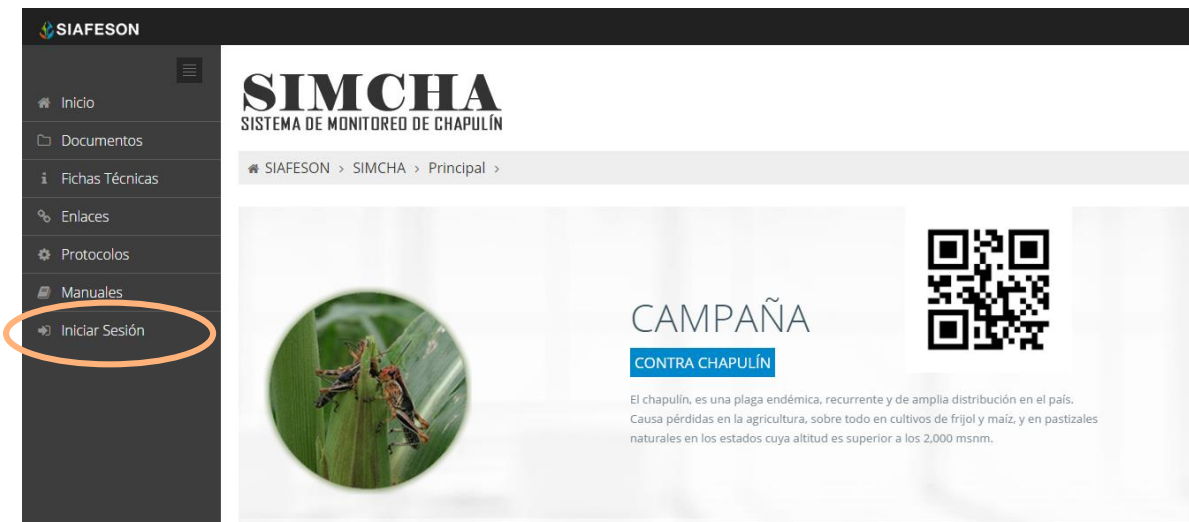 SIAFESON
Inicio
Documentos
Fichas Técnicas
Enlaces
Protocolos
Manuales
Iniciar Sesión
SIMCHA
SISTEMA DE MONITOREO DE CHAPULÍN
SIAFESON > SIMCHA > Principal >
CAMPAÑA
CONTRA CHAPULÍN
El chapulín, es una plaga endémica, recurrente y de amplia distribución en el país.
Causa pérdidas en la agricultura, sobre todo en cultivos de frijol y maíz, y en pastizales
naturales en los estados cuya altitud es superior a los 2,000 msnm.